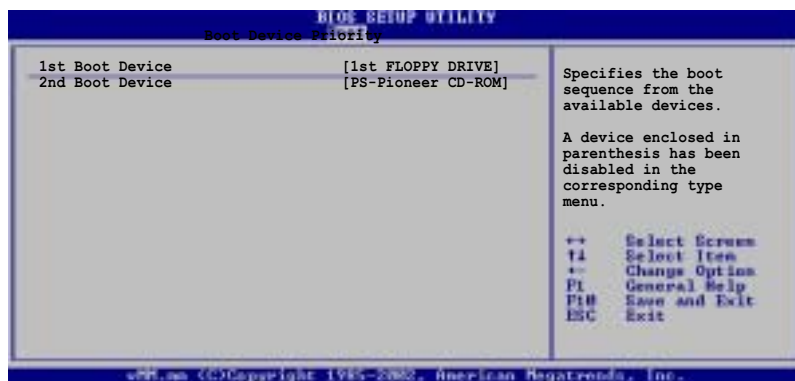 BIOS SETUP UTILITY
Boot
Boot Device Priority
1st Boot Device [1st FLOPPY DRIVE]
2nd Boot Device [PS-Pioneer CD-ROM]
Specifies the boot
sequence from the
available devices.
A device enclosed in
parenthesis has been
disabled in the
corresponding type
menu.
↔ Select Screen
↑↓ Select Item
+- Change Option
F1 General Help
F10 Save and Exit
ESC Exit
(C)Copyright 1985-2002, American Megatrends, Inc.